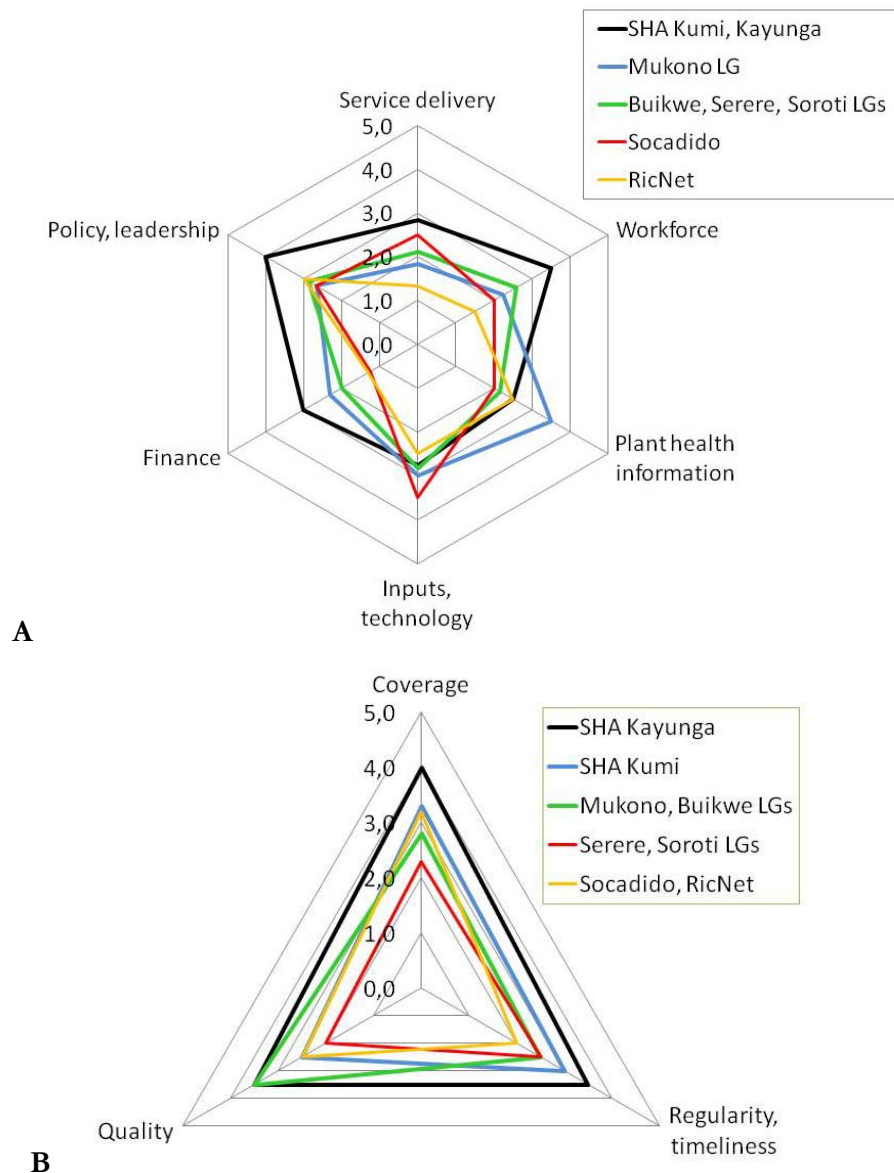 SHA Kumi, Kayunga
Mukono LG
Buikwe, Serere, Soroti LGs
Socadido
RicNet
Service delivery
5,0
4,0
3,0
2,0
1,0
0,0
Policy, leadership
Workforce
Finance
Plant health
information
Inputs,
technology
A
Coverage
5,0
4,0
3,0
2,0
1,0
0,0
SHA Kayunga
SHA Kumi
Mukono, Buikwe LGs
Serere, Soroti LGs
Socadido, RicNet
Quality
Regularity,
timeliness
B